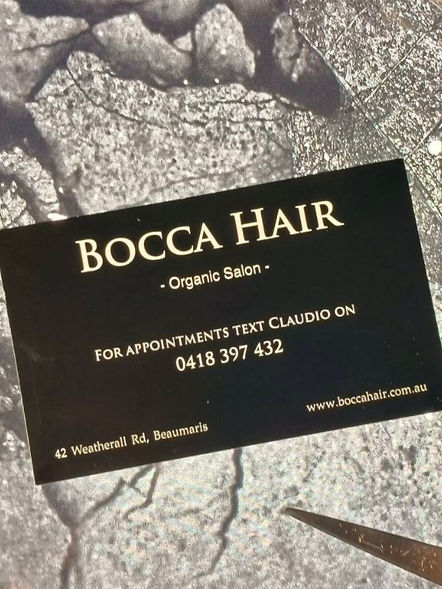 BOCCA HAIR
- Organic Salon -
FOR APPOINTMENTS TEXT CLAUDIO ON
0418 397 432
www.boccahair.com.au
42 Weatherall Rd, Beaumaris